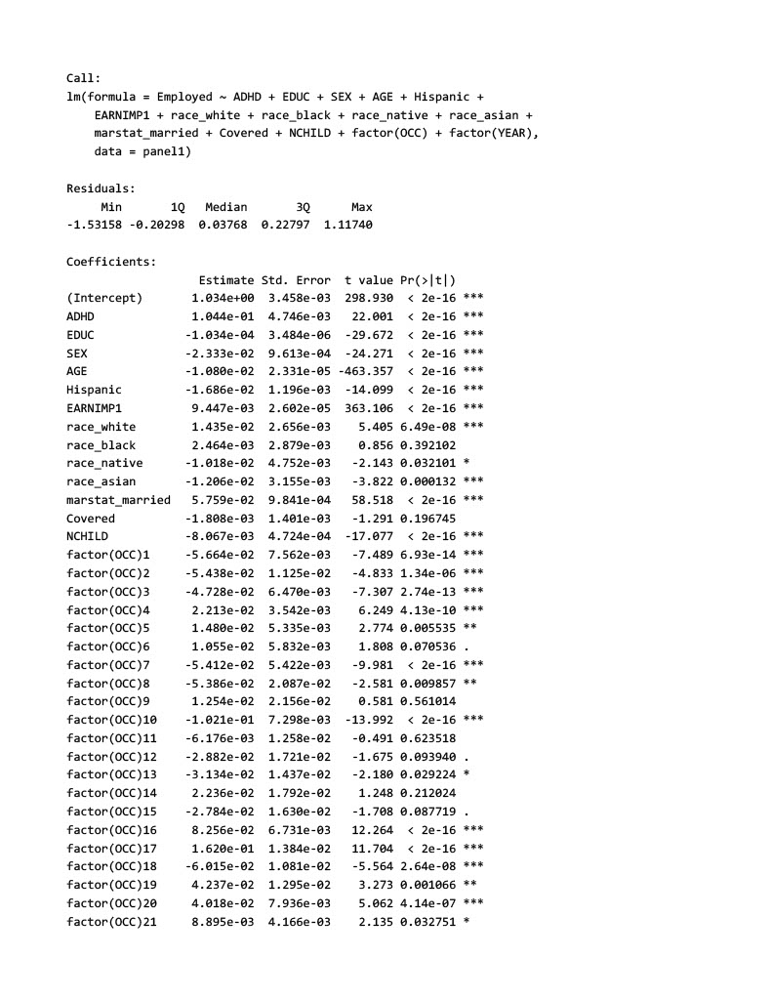 Call:
lm(formula = Employed ~ ADHD + EDUC + SEX + AGE + Hispanic +
    EARNIMP1 + race_white + race_black + race_native + race_asian +
    marstat_married + Covered + NCHILD + factor(OCC) + factor(YEAR),
    data = panel1)

Residuals:
     Min       1Q   Median       3Q      Max
-1.53158 -0.20298  0.03768  0.22797  1.11740

Coefficients:
                  Estimate Std. Error  t value Pr(>|t|)
(Intercept)      1.034e+00  3.458e-03  298.930  < 2e-16 ***
ADHD             1.044e-01  4.746e-03   22.001  < 2e-16 ***
EDUC            -1.034e-04  3.484e-06  -29.672  < 2e-16 ***
SEX             -2.333e-02  9.613e-04  -24.271  < 2e-16 ***
AGE             -1.080e-02  2.331e-05 -463.357  < 2e-16 ***
Hispanic        -1.686e-02  1.196e-03  -14.099  < 2e-16 ***
EARNIMP1         9.447e-03  2.602e-05  363.106  < 2e-16 ***
race_white       1.435e-02  2.656e-03    5.405 6.49e-08 ***
race_black       2.464e-03  2.879e-03    0.856 0.392102
race_native     -1.018e-02  4.752e-03   -2.143 0.032101 *
race_asian      -1.206e-02  3.155e-03   -3.822 0.000132 ***
marstat_married  5.759e-02  9.841e-04   58.518  < 2e-16 ***
Covered         -1.808e-03  1.401e-03   -1.291 0.196745
NCHILD          -8.067e-03  4.724e-04  -17.077  < 2e-16 ***
factor(OCC)1    -5.664e-02  7.562e-03   -7.489 6.93e-14 ***
factor(OCC)2    -5.438e-02  1.125e-02   -4.833 1.34e-06 ***
factor(OCC)3    -4.728e-02  6.470e-03   -7.307 2.74e-13 ***
factor(OCC)4     2.213e-02  3.542e-03    6.249 4.13e-10 ***
factor(OCC)5     1.480e-02  5.335e-03    2.774 0.005535 **
factor(OCC)6     1.055e-02  5.832e-03    1.808 0.070536 .
factor(OCC)7    -5.412e-02  5.422e-03   -9.981  < 2e-16 ***
factor(OCC)8    -5.386e-02  2.087e-02   -2.581 0.009857 **
factor(OCC)9     1.254e-02  2.156e-02    0.581 0.561014
factor(OCC)10   -1.021e-01  7.298e-03  -13.992  < 2e-16 ***
factor(OCC)11   -6.176e-03  1.258e-02   -0.491 0.623518
factor(OCC)12   -2.882e-02  1.721e-02   -1.675 0.093940 .
factor(OCC)13   -3.134e-02  1.437e-02   -2.180 0.029224 *
factor(OCC)14    2.236e-02  1.792e-02    1.248 0.212024
factor(OCC)15   -2.784e-02  1.630e-02   -1.708 0.087719 .
factor(OCC)16    8.256e-02  6.731e-03   12.264  < 2e-16 ***
factor(OCC)17    1.620e-01  1.384e-02   11.704  < 2e-16 ***
factor(OCC)18   -6.015e-02  1.081e-02   -5.564 2.64e-08 ***
factor(OCC)19    4.237e-02  1.295e-02    3.273 0.001066 **
factor(OCC)20    4.018e-02  7.936e-03    5.062 4.14e-07 ***
factor(OCC)21    8.895e-03  4.166e-03    2.135 0.032751 *